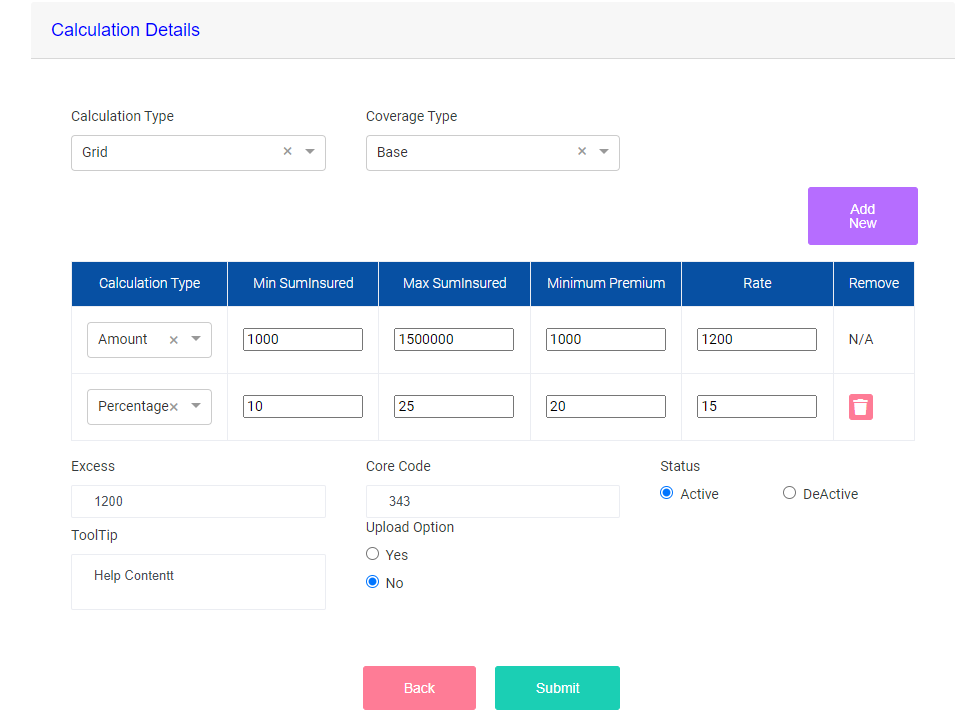 Calculation Details
Calculation Type Coverage Type
Grid × Base ×
Add
New
Calculation Type Min SumInsured Max SumInsured Minimum Premium Rate Remove
Amount × 1000 1500000 1000 1200 N/A
Percentage× 10 25 20 15
Excess Core Code Status
1200 343 Active DeActive
ToolTip Upload Option
Yes
Help Contentt No
Back Submit